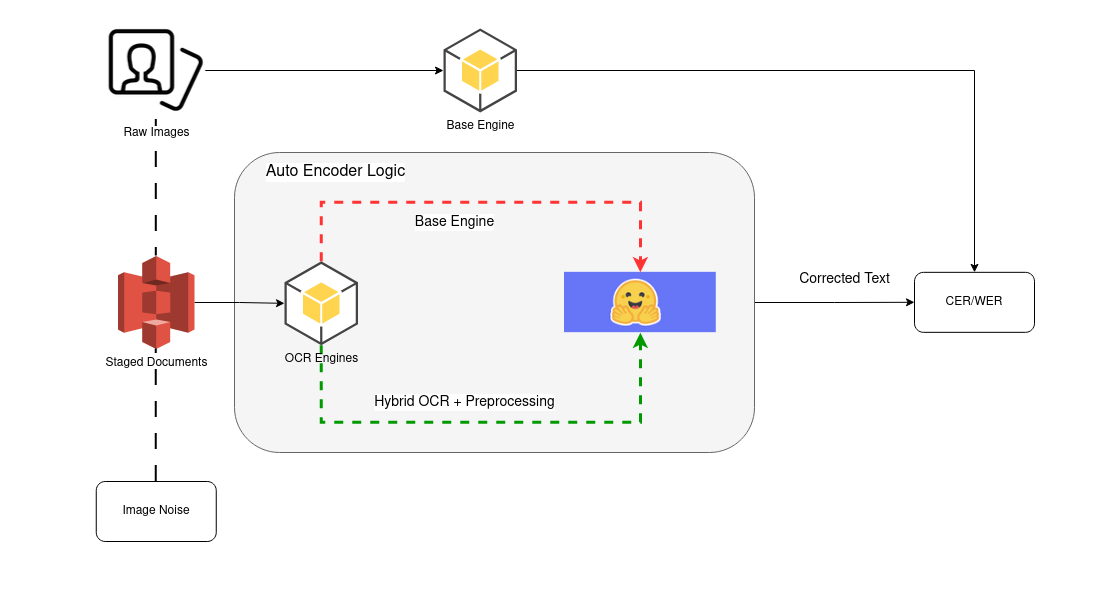 Raw Images
Base Engine
Auto Encoder Logic
Base Engine
Corrected Text
CER/WER
OCR Engines
Staged Documents
Hybrid OCR + Preprocessing
Image Noise